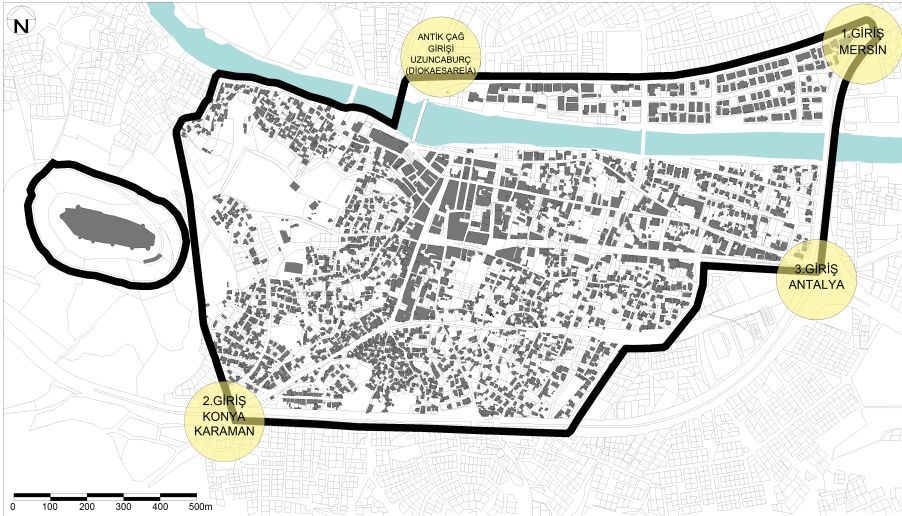 N
ANTİK ÇAĞ
GİRİŞİ
UZUNCABURÇ
(DİOKAESAREİA)
1.GİRİŞ
MERSİN
3.GİRİŞ
ANTALYA
2.GİRİŞ
KONYA
KARAMAN
0 100 200 300 400 500m